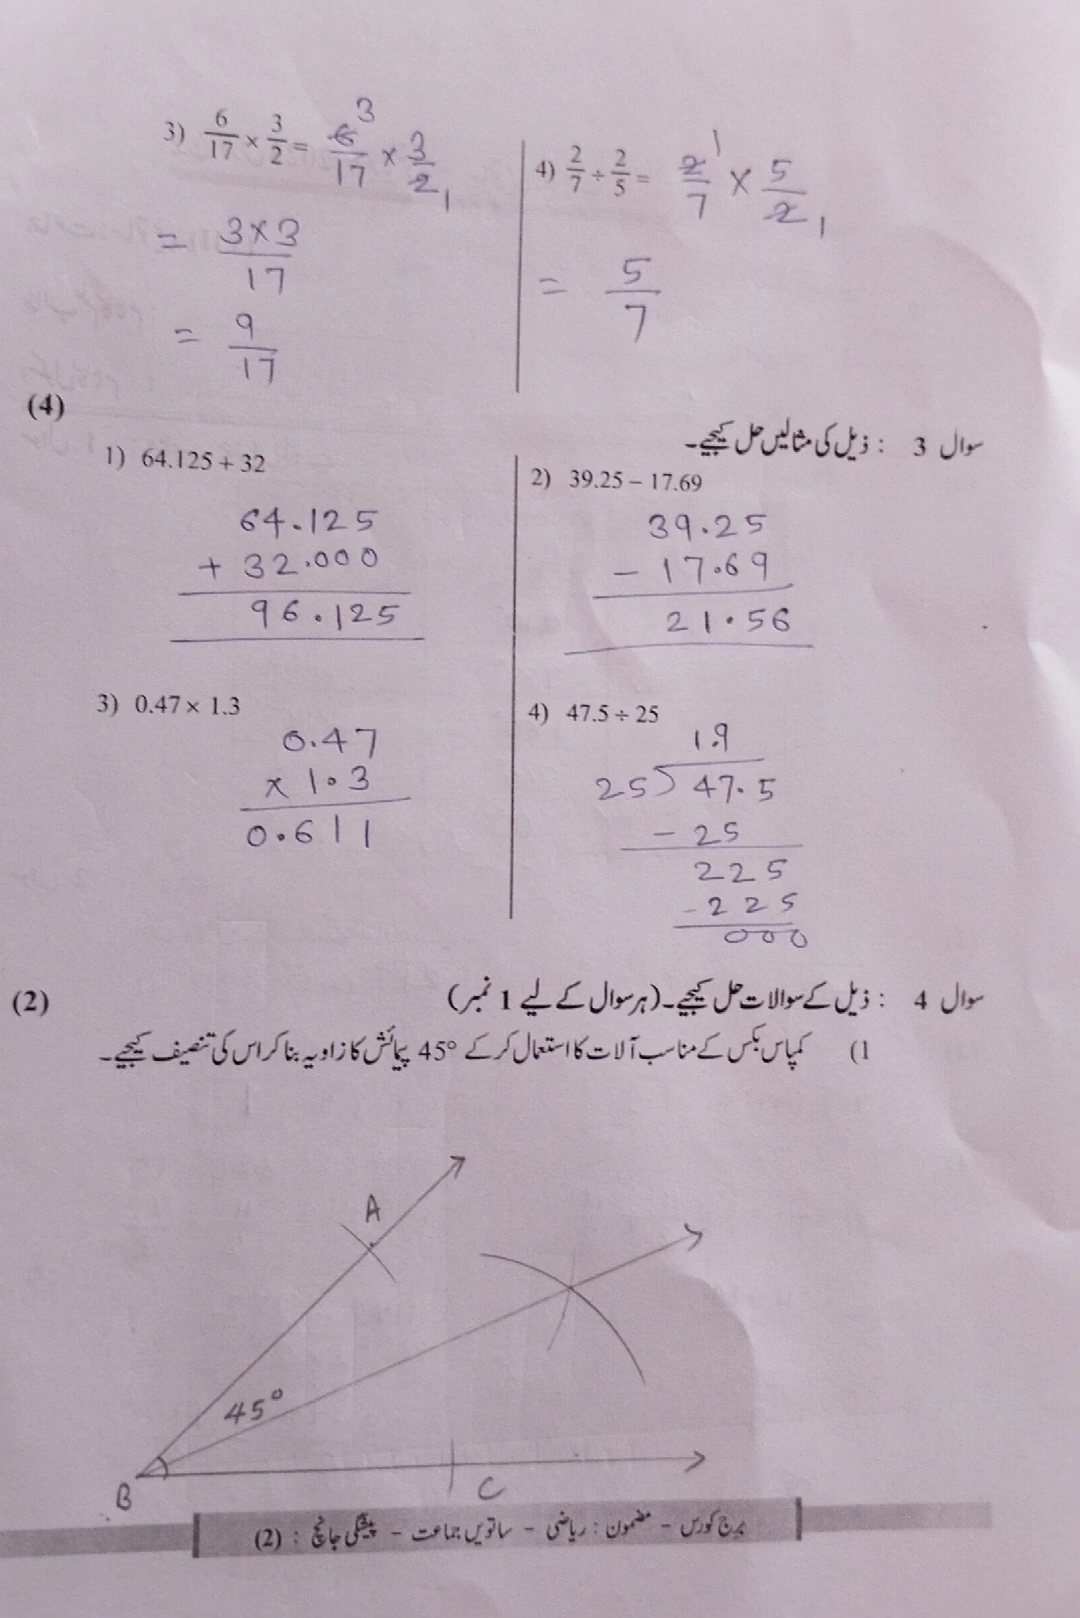 3) 6/17 × 3/2 = 6̶ 3/17 × 3/2̶ 1
= 3×3/17
= 9/17
4) 2/7 ÷ 2/5 = 2̶ 1/7 × 5/2̶ 1
= 5/7
(4)
سوال 3 : ذیل کی مثالیں حل کیجیے۔
1) 64.125 + 32
64.125
+ 32.000
96.125
2) 39.25 – 17.69
39.25
– 17.69
21.56
3) 0.47 × 1.3
0.47
× 1.3
0.611
4) 47.5 ÷ 25
1.9
25) 47.5
– 25
225
– 225
000
سوال 4 : ذیل کے سوالات حل کیجیے۔ (ہر سوال کے لیے 1 نمبر) (2)
1) کمپاس بکس کے مناسب آلات کا استعمال کر کے 45° پیمائش کا زاویہ بنا کر اس کی تنصیف کیجیے۔
A
45°
B
C
برج کورس - مضمون : ریاضی - ساتویں جماعت - پیشگی جانچ : (2)